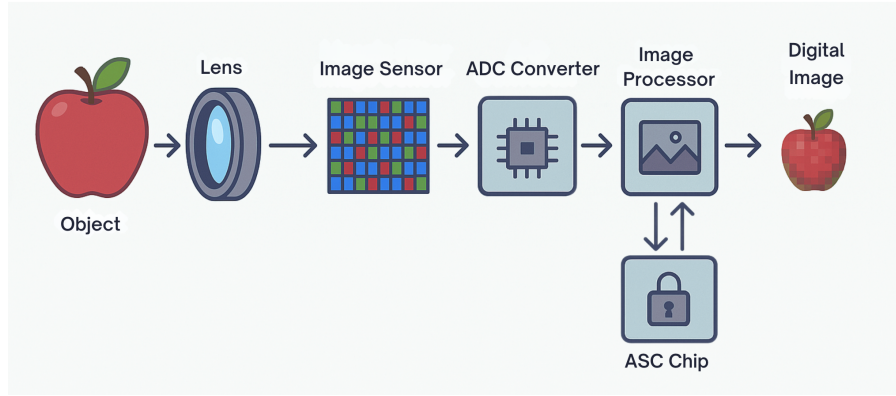 Lens
Image Sensor
ADC Converter
Image
Processor
Digital
Image
Object
ASC Chip